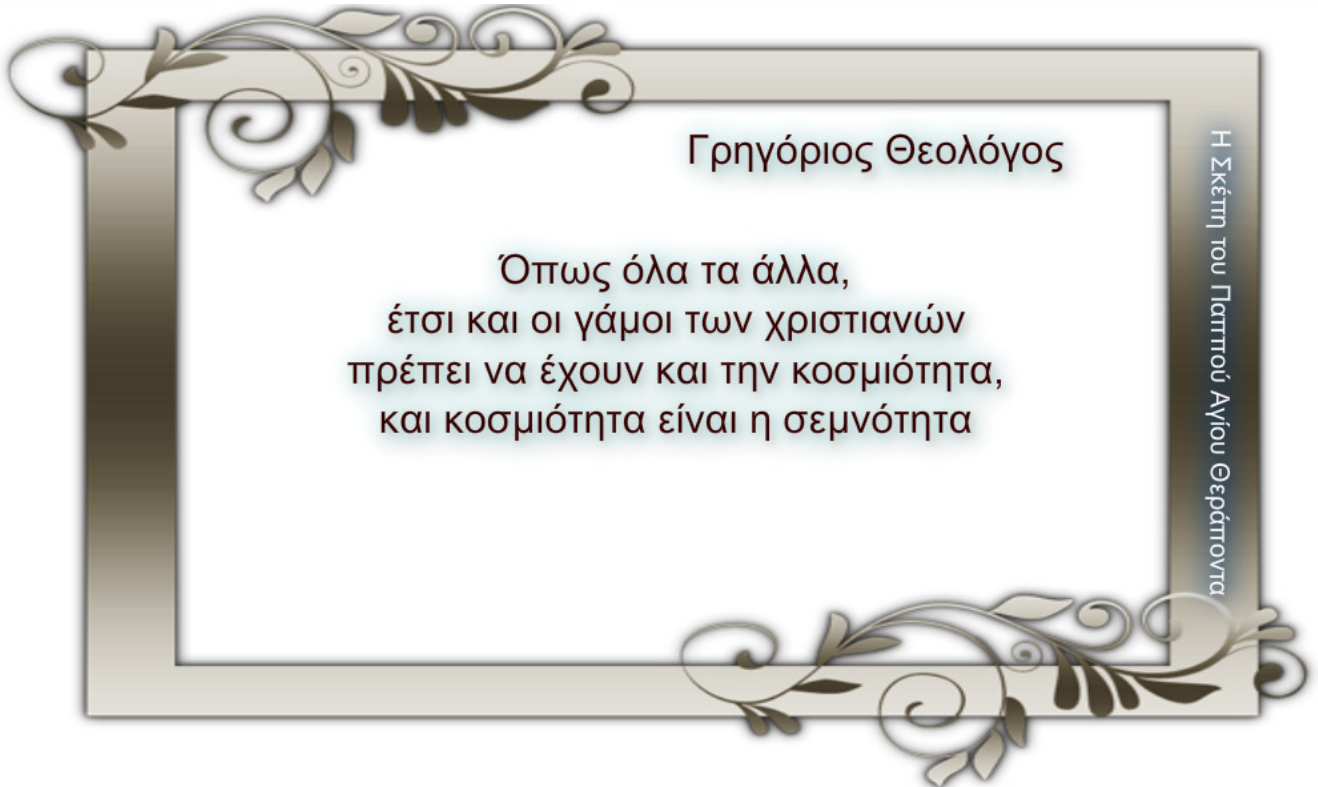 Γρηγόριος Θεολόγος
Όπως όλα τα άλλα,
έτσι και οι γάμοι των χριστιανών
πρέπει να έχουν και την κοσμιότητα,
και κοσμιότητα είναι η σεμνότητα
Η Σκέπη του Παππού Αγίου Θεράποντα